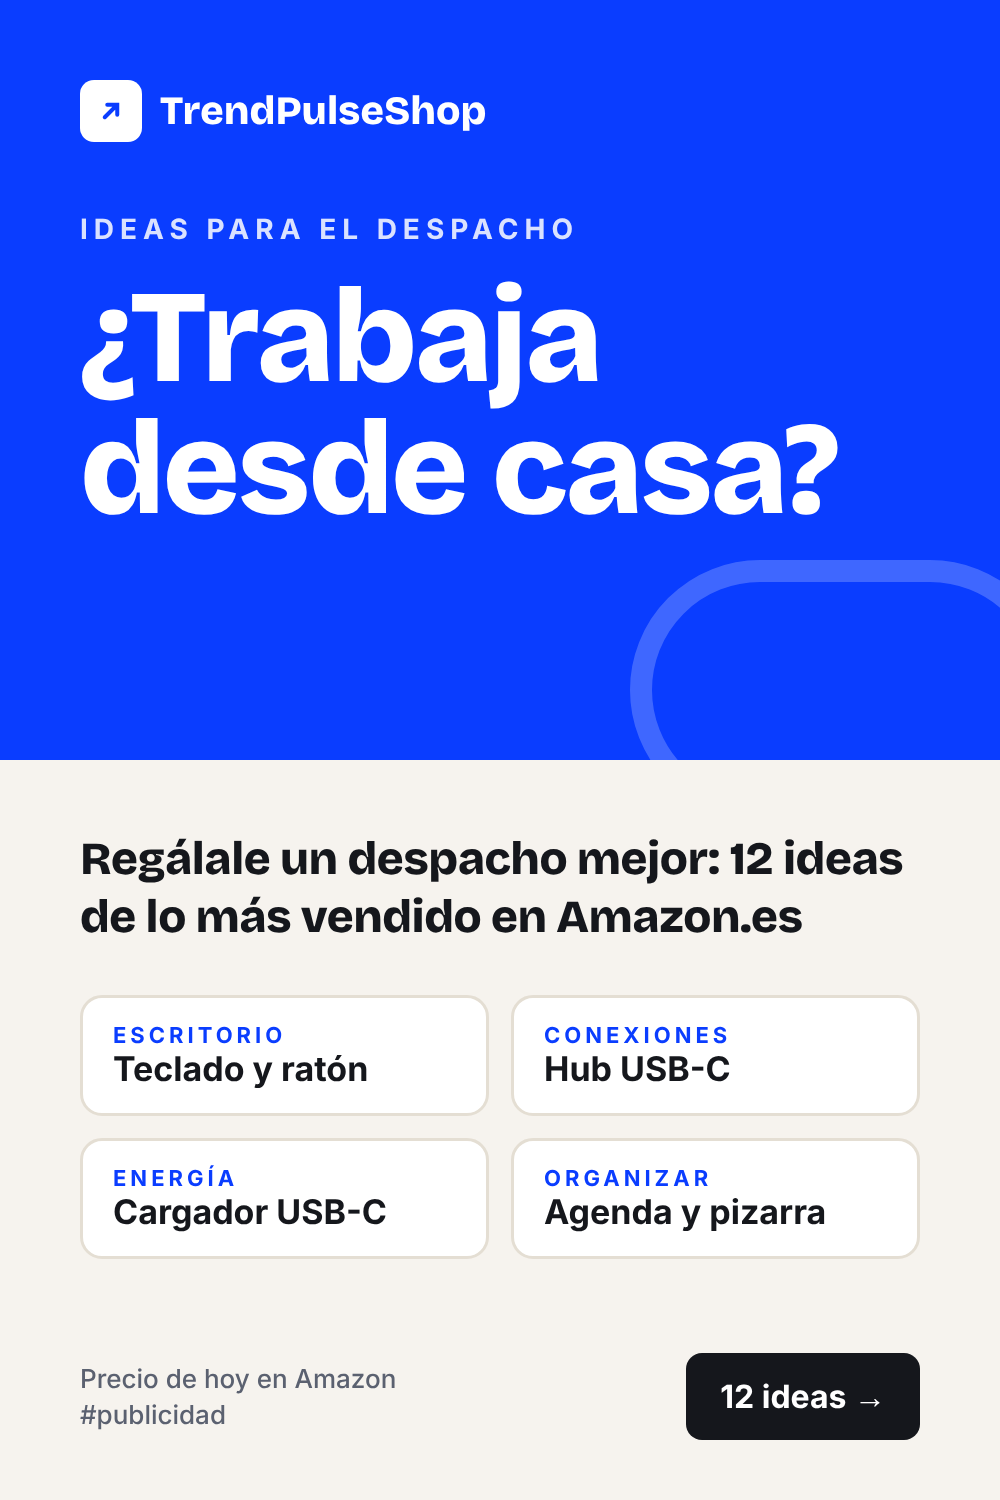 TrendPulseShop
IDEAS PARA EL DESPACHO
¿Trabaja
desde casa?
Regálale un despacho mejor: 12 ideas
de lo más vendido en Amazon.es
ESCRITORIO
Teclado y ratón
CONEXIONES
Hub USB-C
ENERGÍA
Cargador USB-C
ORGANIZAR
Agenda y pizarra
Precio de hoy en Amazon
#publicidad
12 ideas →